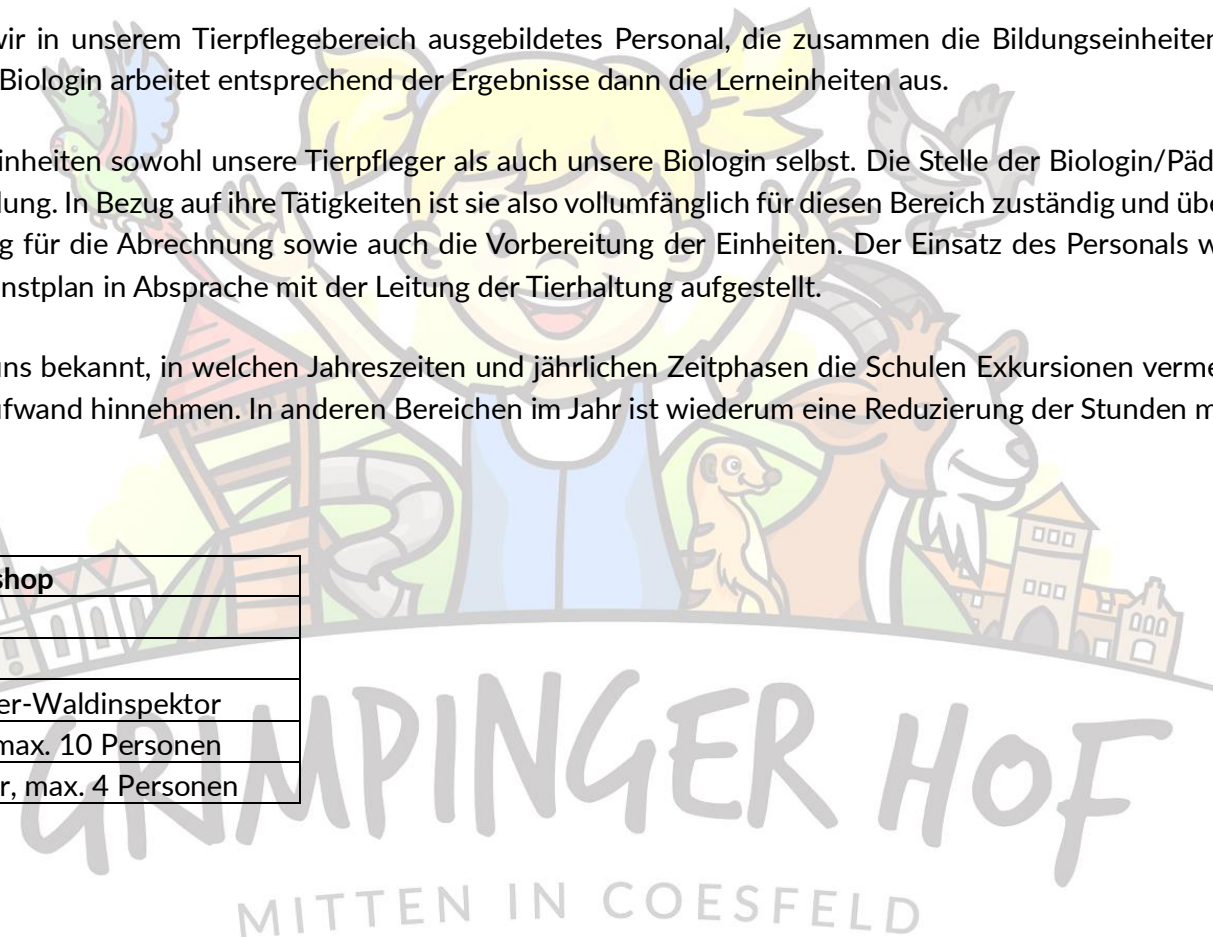 wir in unserem Tierpflegebereich ausgebildetes Personal, die zusammen die Bildungseinheiten
Biologin arbeitet entsprechend der Ergebnisse dann die Lerneinheiten aus.
inheiten sowohl unsere Tierpfleger als auch unsere Biologin selbst. Die Stelle der Biologin/Päd
lung. In Bezug auf ihre Tätigkeiten ist sie also vollumfänglich für diesen Bereich zuständig und übe
g für die Abrechnung sowie auch die Vorbereitung der Einheiten. Der Einsatz des Personals w
nstplan in Absprache mit der Leitung der Tierhaltung aufgestellt.
uns bekannt, in welchen Jahreszeiten und jährlichen Zeitphasen die Schulen Exkursionen verme
ufwand hinnehmen. In anderen Bereichen im Jahr ist wiederum eine Reduzierung der Stunden m
shop
er-Waldinspektor
max. 10 Personen
r, max. 4 Personen
GRIMPINGER HOF
MITTEN IN COESFELD